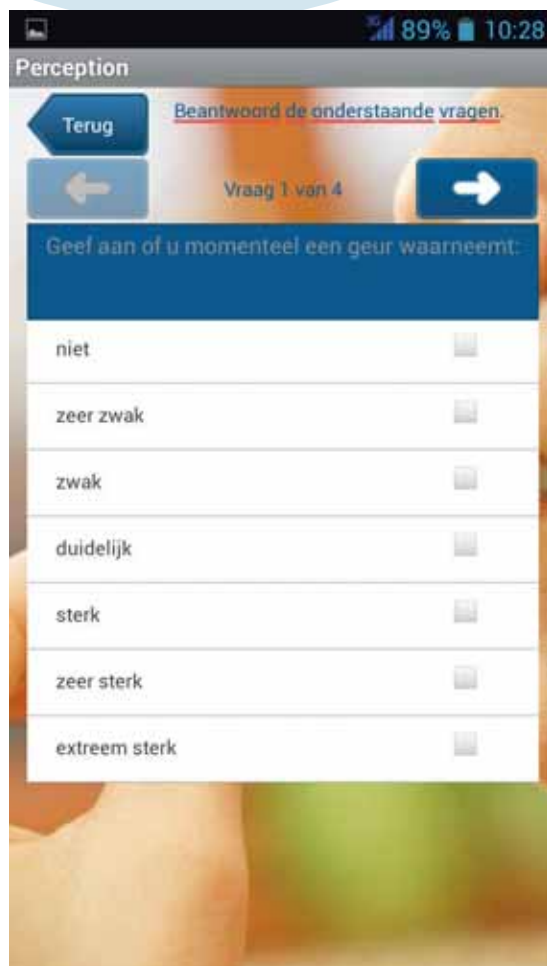 3G 89% 10:28
Perception
Terug
Beantwoord de onderstaande vragen.
Vraag 1 van 4
Geef aan of u momenteel een geur waarneemt:
niet
zeer zwak
zwak
duidelijk
sterk
zeer sterk
extreem sterk